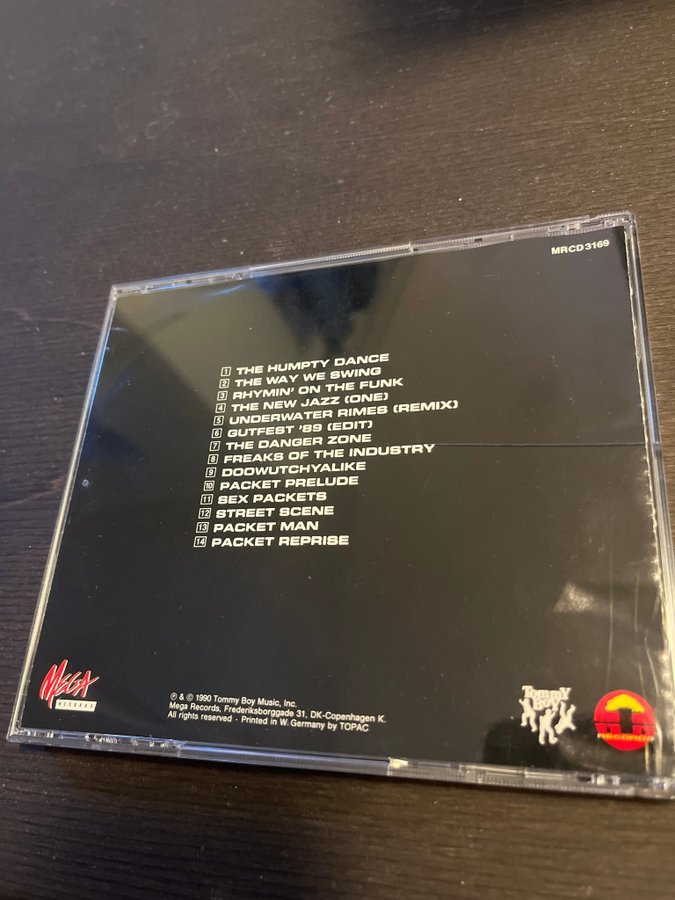 MRCD 3169
1 THE HUMPTY DANCE
2 THE WAY WE SWING
3 RHYMIN' ON THE FUNK
4 THE NEW JAZZ (ONE)
5 UNDERWATER RIMES (REMIX)
6 GUTFEST '89 (EDIT)
7 THE DANGER ZONE
8 FREAKS OF THE INDUSTRY
9 DOOWUTCHYALIKE
10 PACKET PRELUDE
11 SEX PACKETS
12 STREET SCENE
13 PACKET MAN
14 PACKET REPRISE
MEGA
RECORDS
℗ & © 1990 Tommy Boy Music, Inc.
Mega Records, Frederiksborggade 31, DK-Copenhagen K.
All rights reserved · Printed in W. Germany by TOPAC
Tommy
Boy